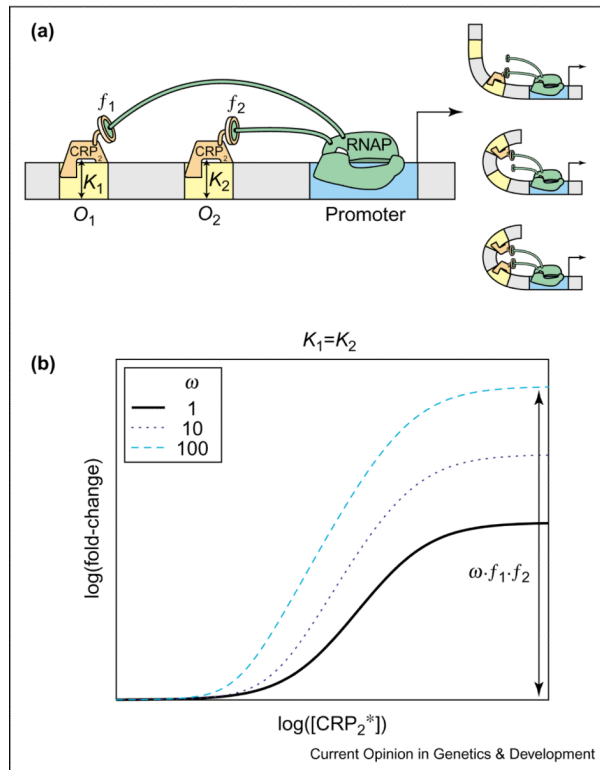 (a)
f₁
f₂
CRP₂
CRP₂
RNAP
K₁
K₂
O₁
O₂
Promoter
(b)
K₁=K₂
ω
1
10
100
log(fold-change)
ω·f₁·f₂
log([CRP₂*])
Current Opinion in Genetics & Development